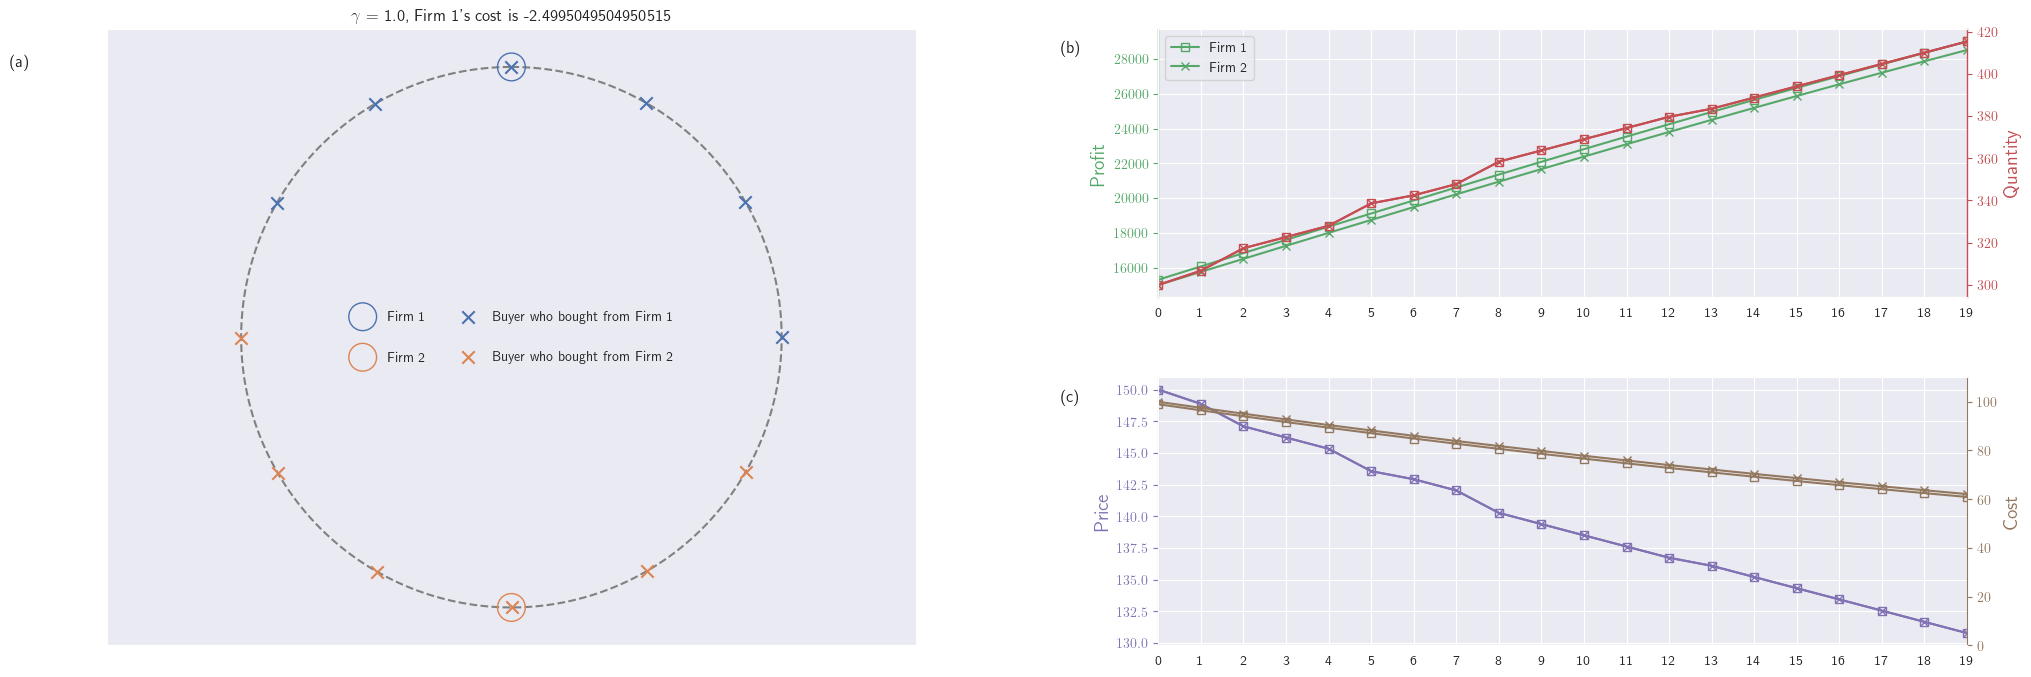 γ = 1.0, Firm 1's cost is -2.4995049504950515
(a)
Firm 1
Buyer who bought from Firm 1
Firm 2
Buyer who bought from Firm 2
(b)
Firm 1
Firm 2
Profit
28000
26000
24000
22000
20000
18000
16000
Quantity
420
400
380
360
340
320
300
0 1 2 3 4 5 6 7 8 9 10 11 12 13 14 15 16 17 18 19
(c)
Price
150.0
147.5
145.0
142.5
140.0
137.5
135.0
132.5
130.0
Cost
100
80
60
40
20
0
0 1 2 3 4 5 6 7 8 9 10 11 12 13 14 15 16 17 18 19